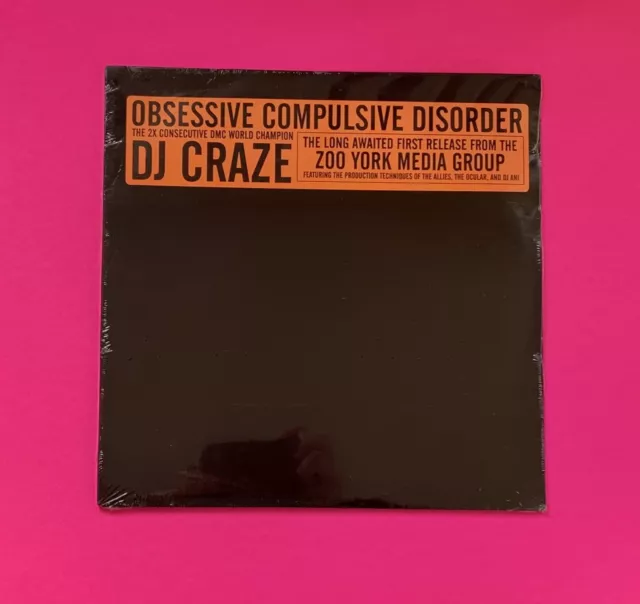 OBSESSIVE COMPULSIVE DISORDER
THE 2X CONSECUTIVE DMC WORLD CHAMPION
DJ CRAZE
THE LONG AWAITED FIRST RELEASE FROM THE
ZOO YORK MEDIA GROUP
FEATURING THE PRODUCTION TECHNIQUES OF THE ALLIES, THE OCULAR, AND DJ